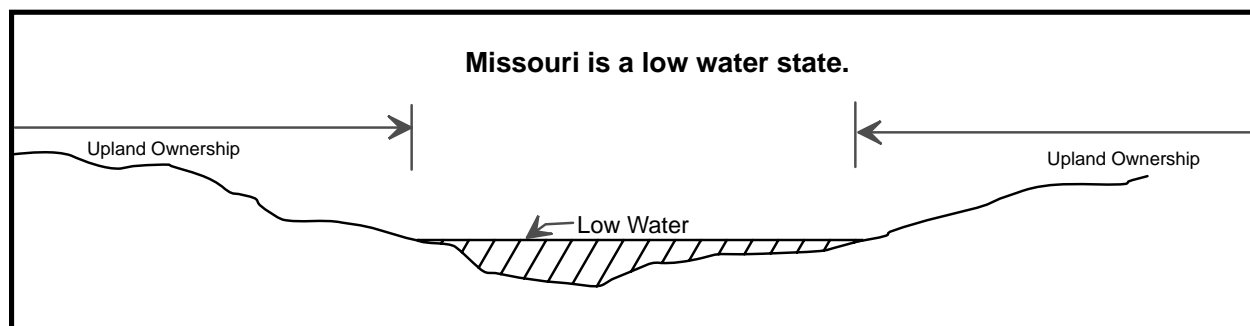 Missouri is a low water state.
Upland Ownership
Upland Ownership
Low Water